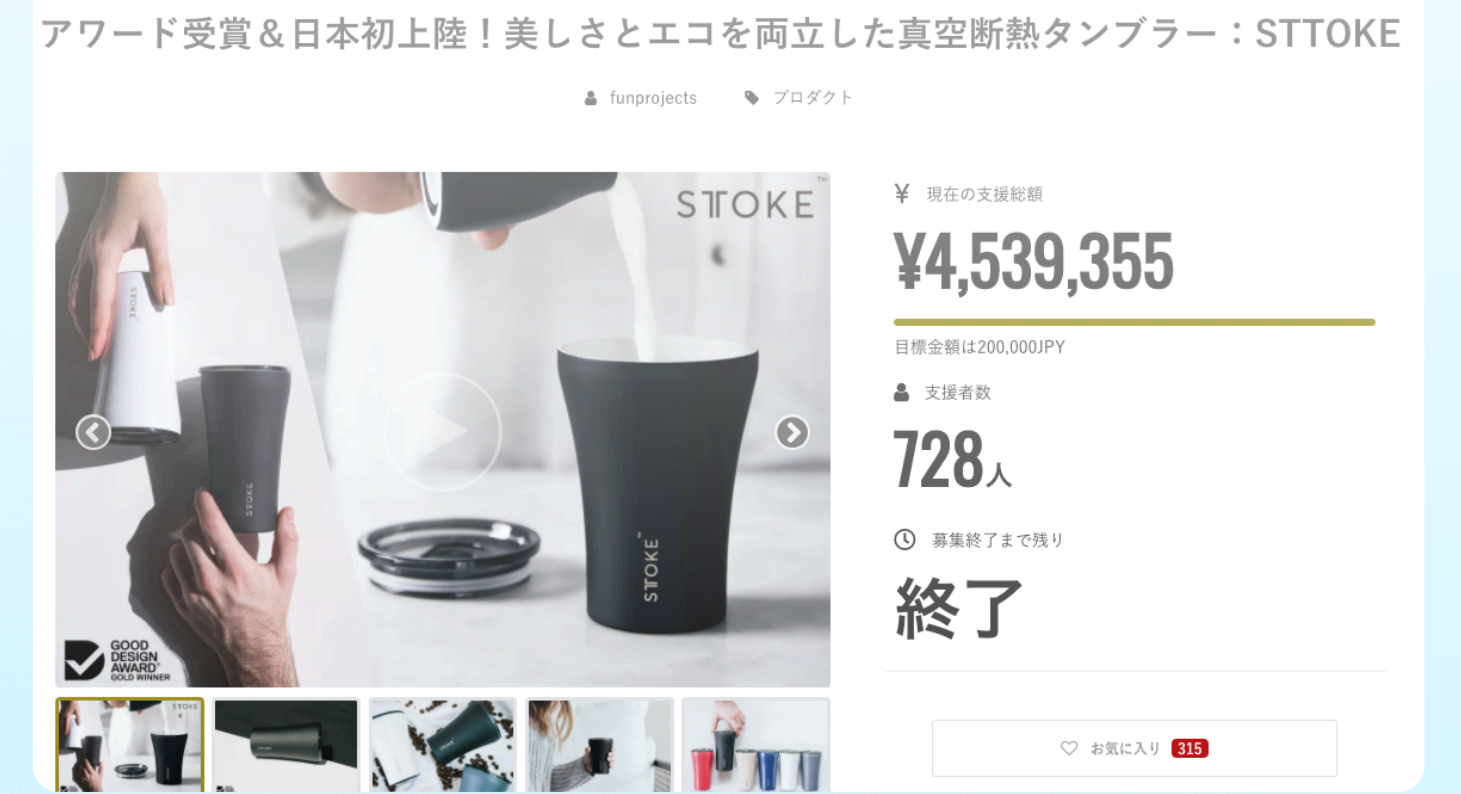 アワード受賞＆日本初上陸！美しさとエコを両立した真空断熱タンブラー：STTOKE
funprojects プロダクト
STTOKE™
STTOKE
STTOKE
STTOKE™
GOOD
DESIGN
AWARD®
GOLD WINNER
¥ 現在の支援総額
¥4,539,355
目標金額は200,000JPY
支援者数
728人
募集終了まで残り
終了
お気に入り 315
STTOKE